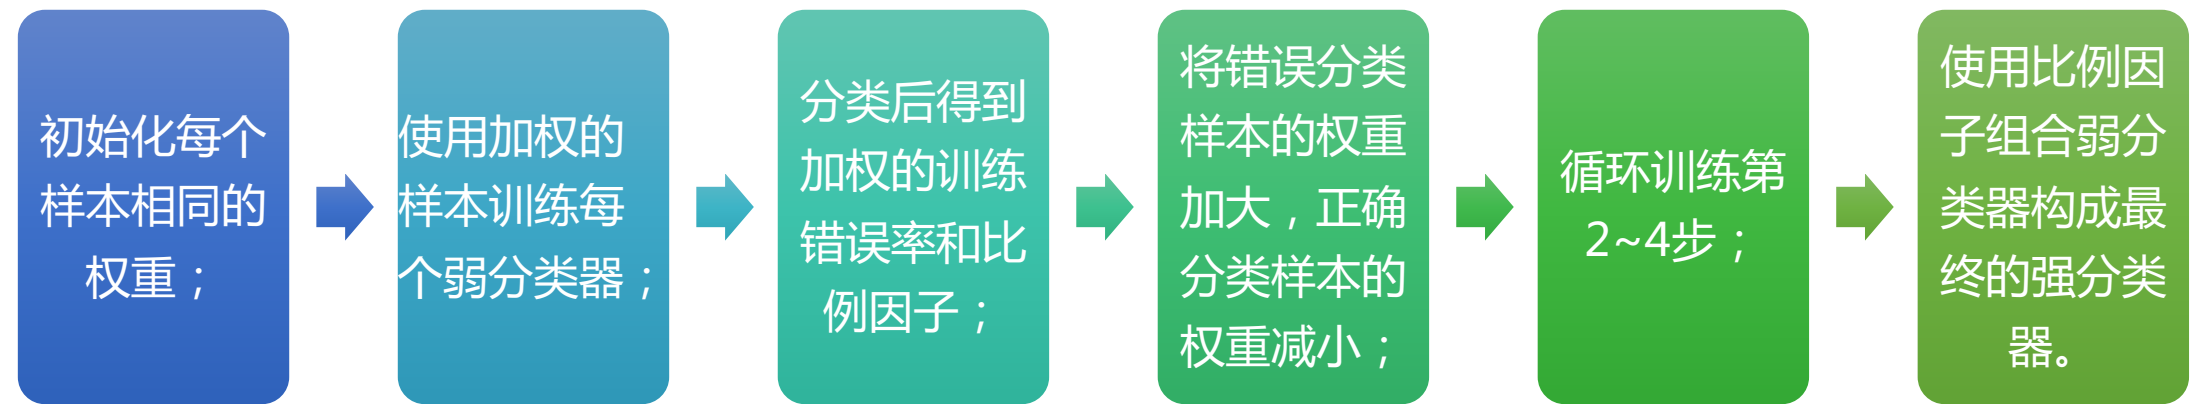 初始化每个
样本相同的
权重；
使用加权的
样本训练每
个弱分类器；
分类后得到
加权的训练
错误率和比
例因子；
将错误分类
样本的权重
加大，正确
分类样本的
权重减小；
循环训练第
2~4步；
使用比例因
子组合弱分
类器构成最
终的强分类
器。